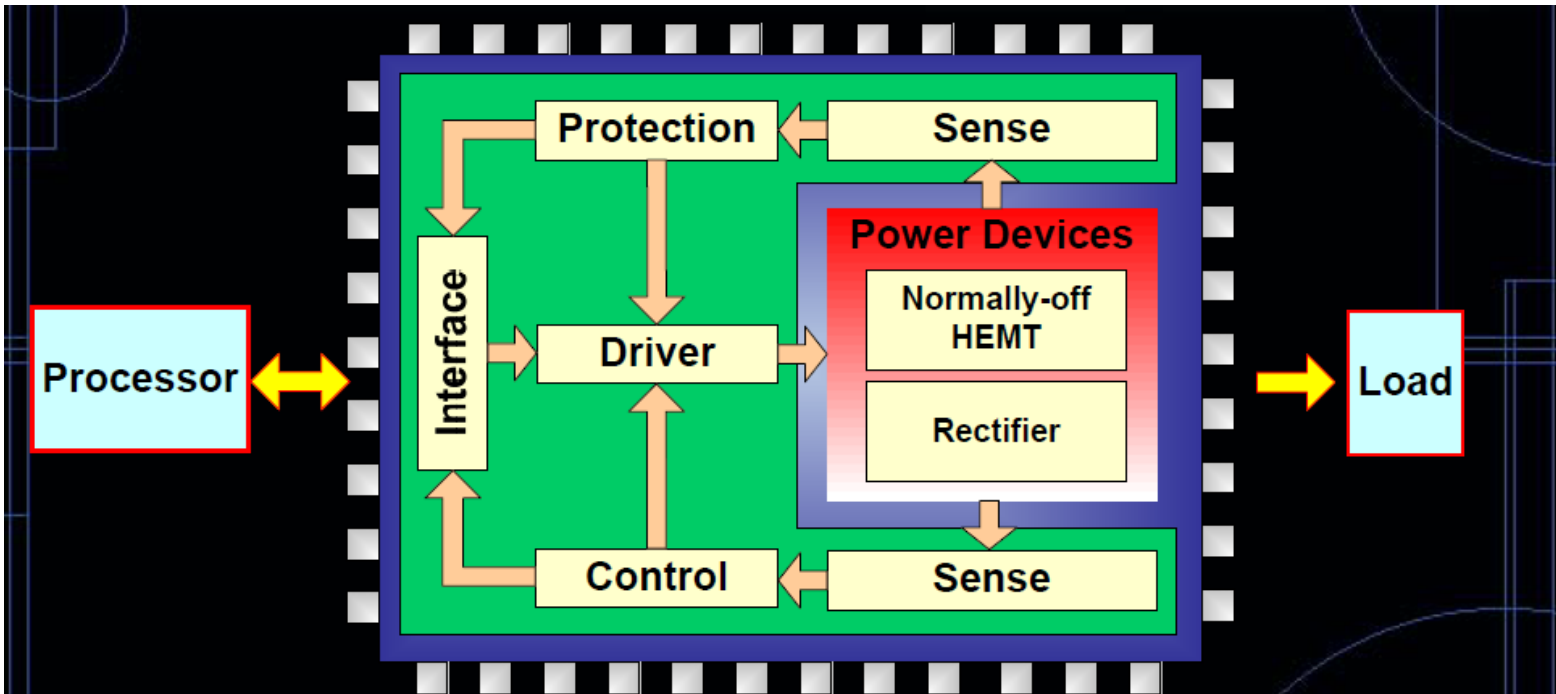 Protection
Sense
Power Devices
Normally-off
HEMT
Interface
Processor
Driver
Load
Rectifier
Control
Sense